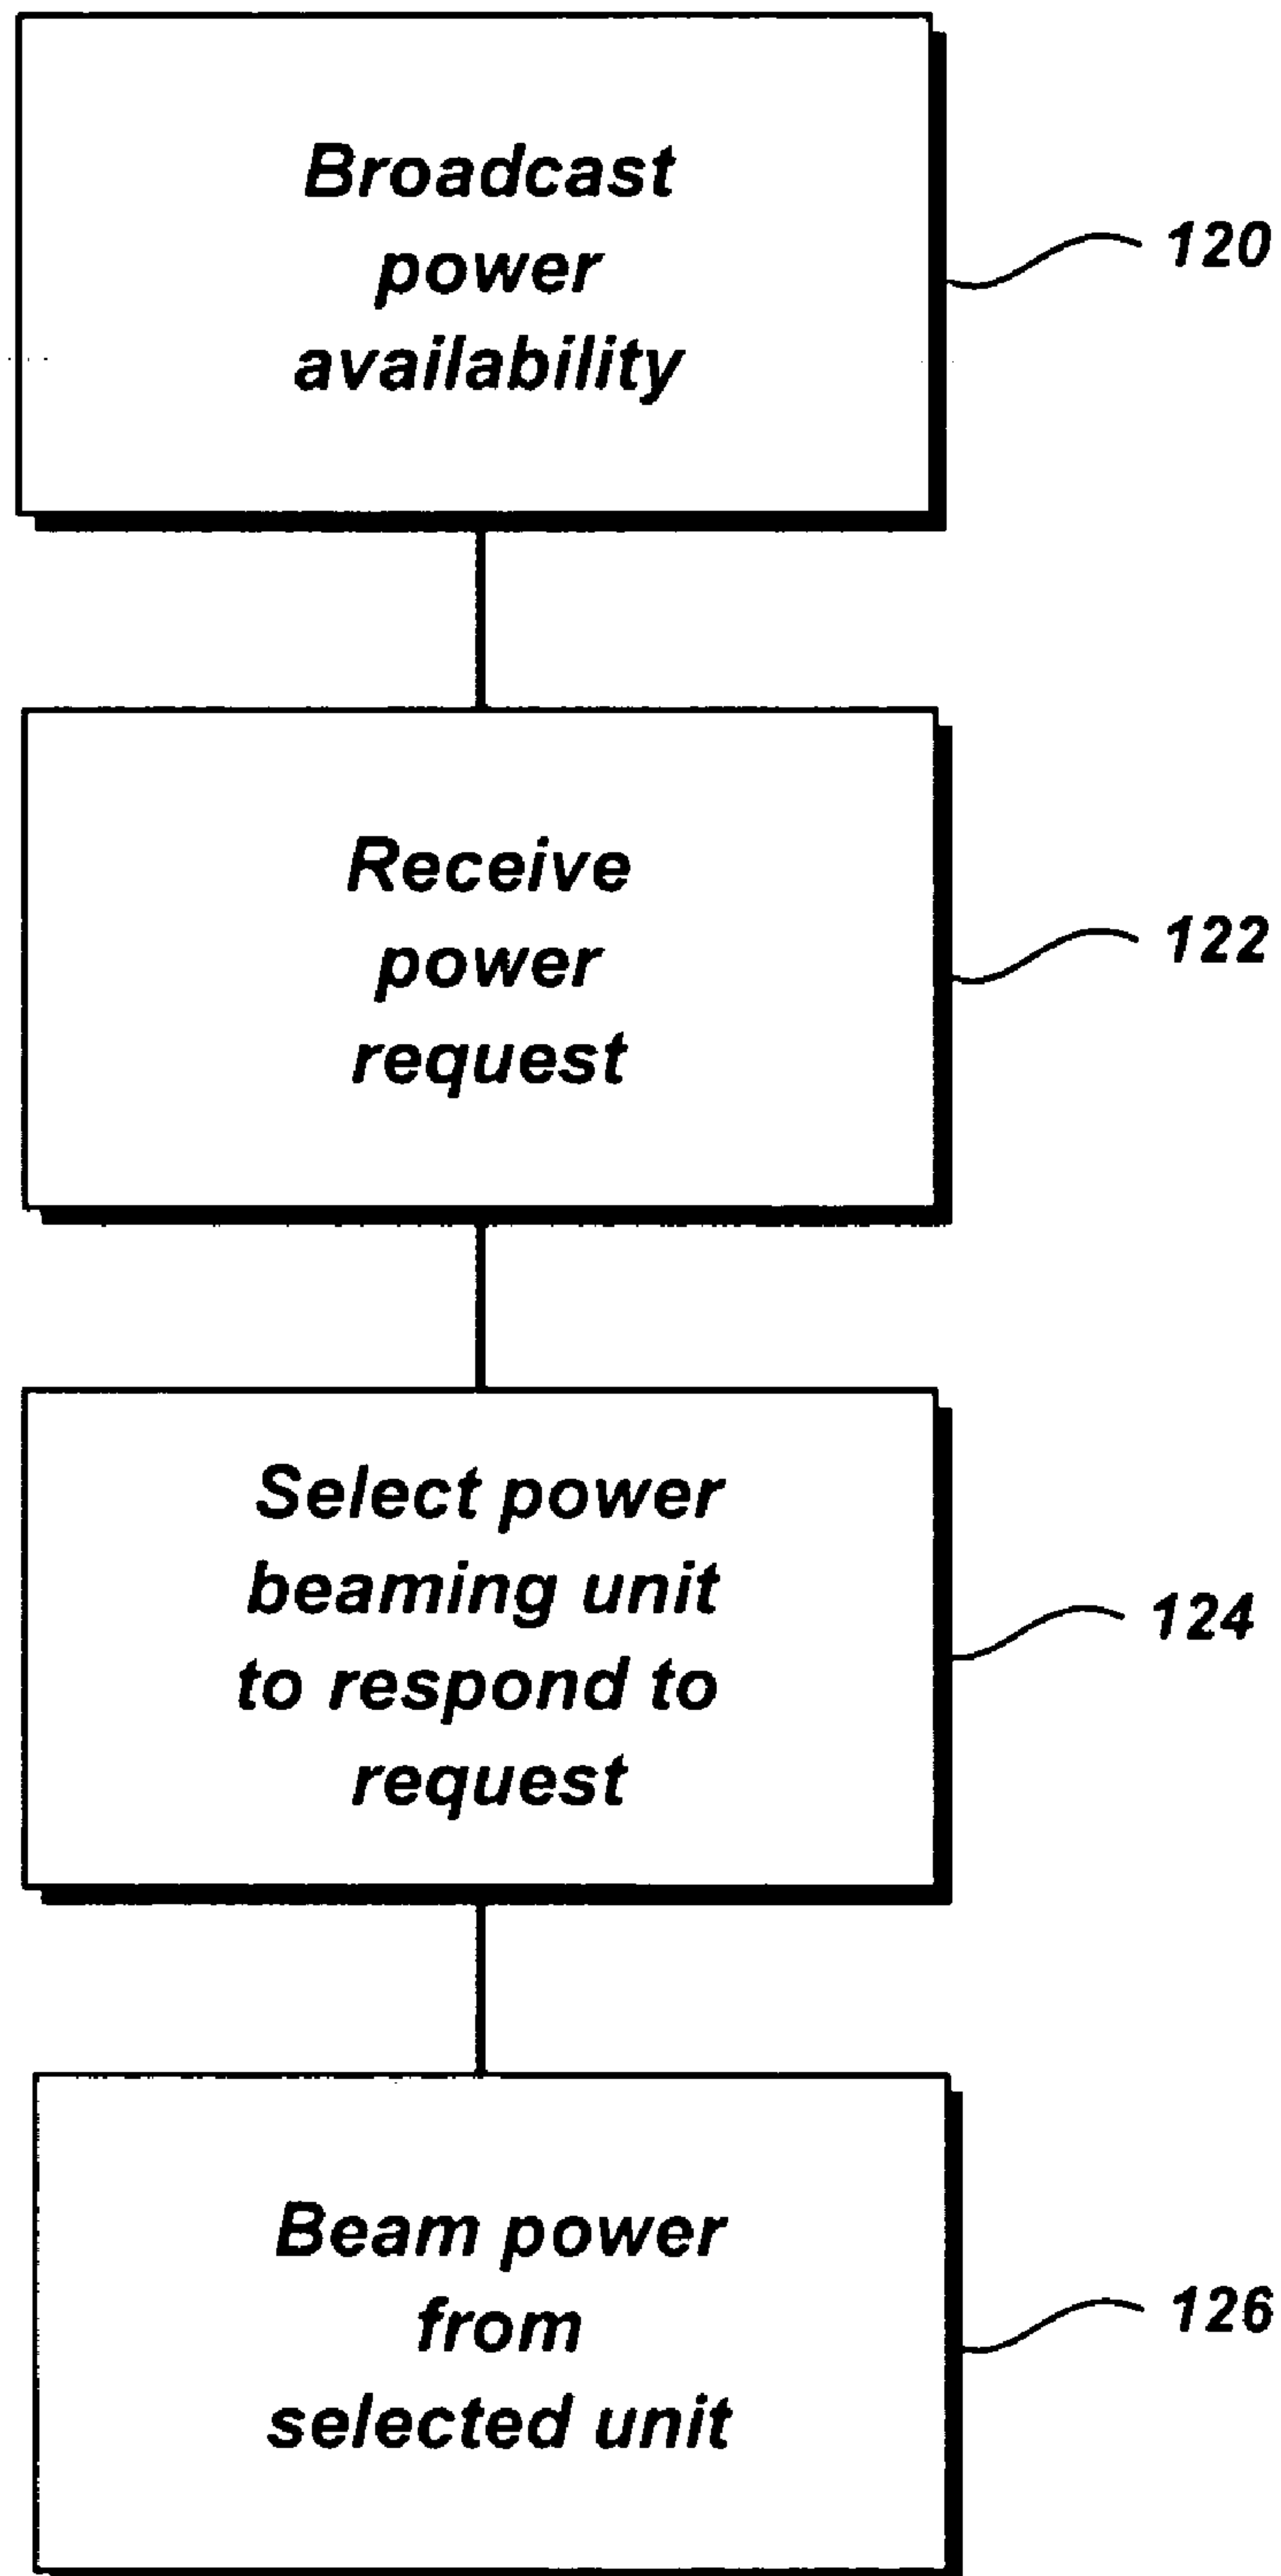 Broadcast
power
availability
120
Receive
power
request
122
Select power
beaming unit
to respond to
request
124
Beam power
from
selected unit
126